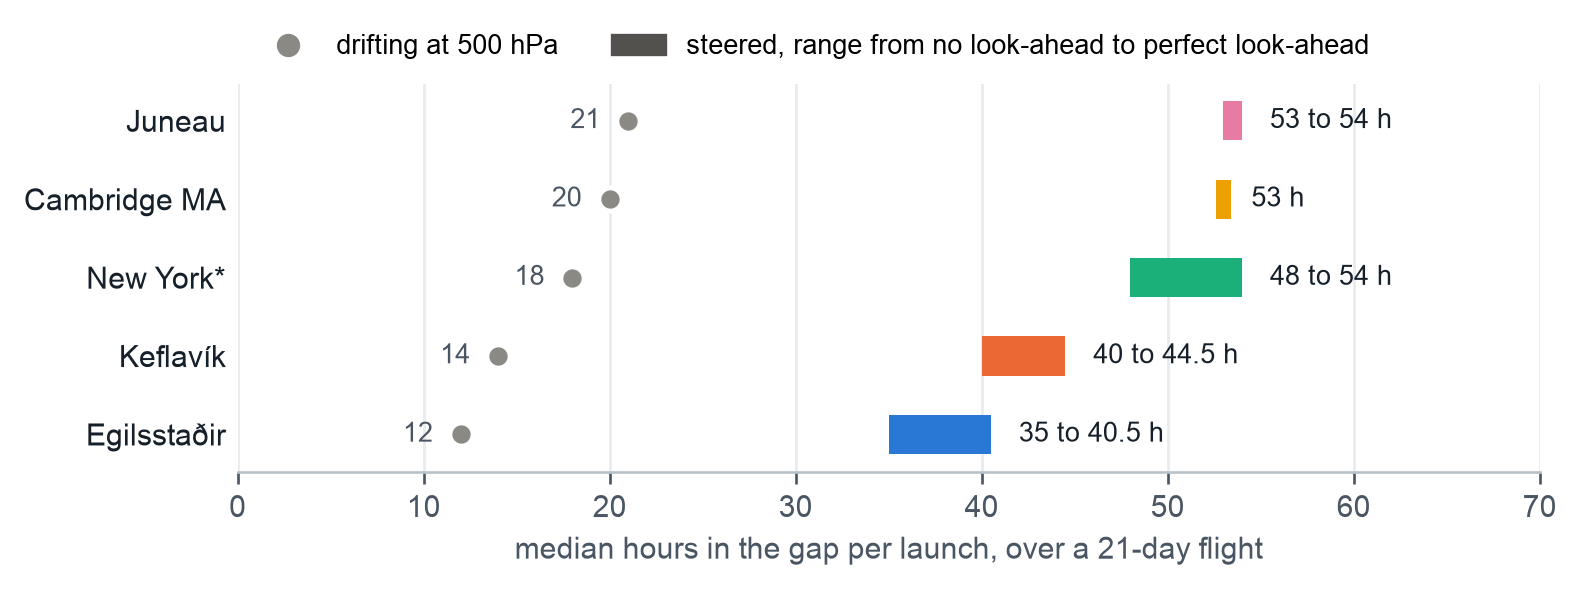 drifting at 500 hPa steered, range from no look-ahead to perfect look-ahead
Juneau 21 53 to 54 h
Cambridge MA 20 53 h
New York* 18 48 to 54 h
Keflavík 14 40 to 44.5 h
Egilsstaðir 12 35 to 40.5 h
0 10 20 30 40 50 60 70
median hours in the gap per launch, over a 21-day flight